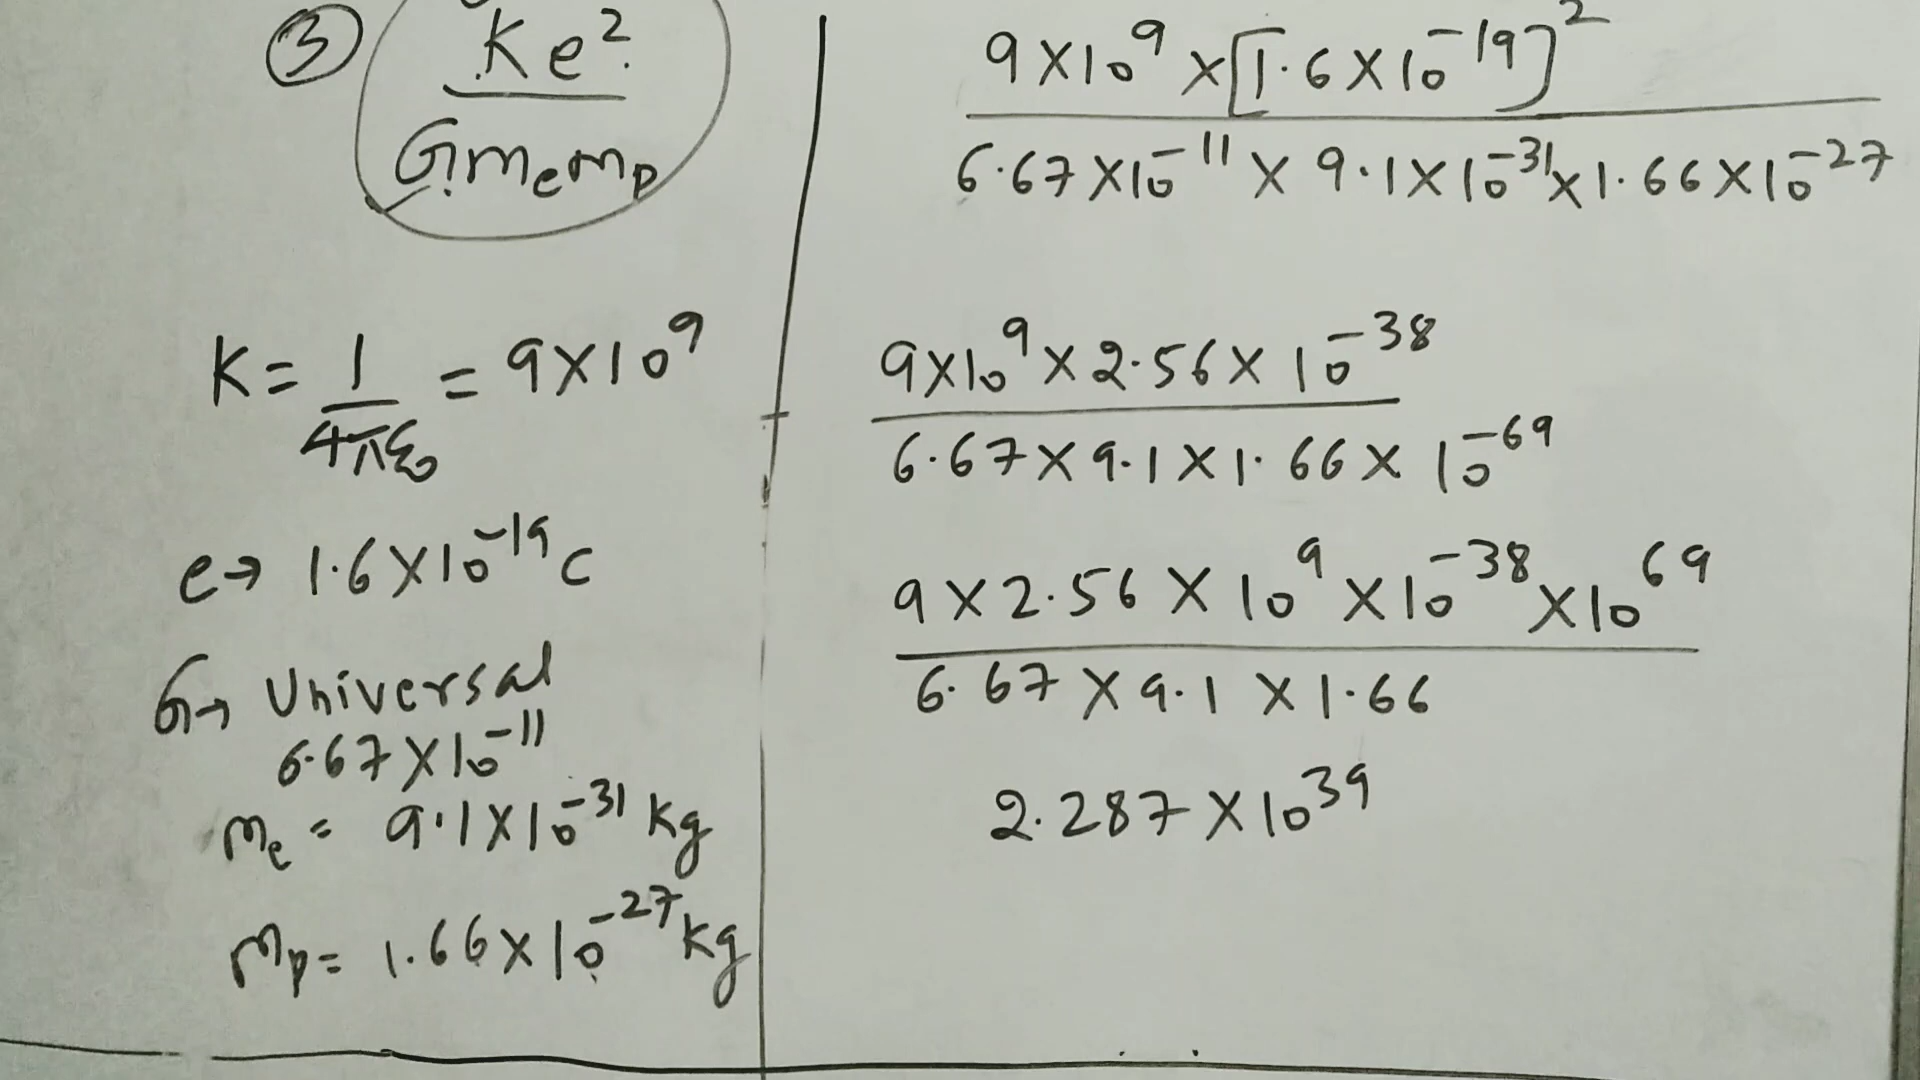 ③ Ke²
Gmemp
K = 1/4πε₀ = 9×10⁹
e→ 1.6×10⁻¹⁹ C
G→ Universal
6.67×10⁻¹¹
me = 9.1×10⁻³¹ kg
mp = 1.66×10⁻²⁷ kg
9×10⁹ ×[1.6×10⁻¹⁹]²
6.67×10⁻¹¹ × 9.1×10⁻³¹×1.66×10⁻²⁷
9×10⁹×2.56×10⁻³⁸
6.67×9.1×1.66×10⁻⁶⁹
9×2.56×10⁹×10⁻³⁸×10⁶⁹
6.67×9.1×1.66
2.287×10³⁹